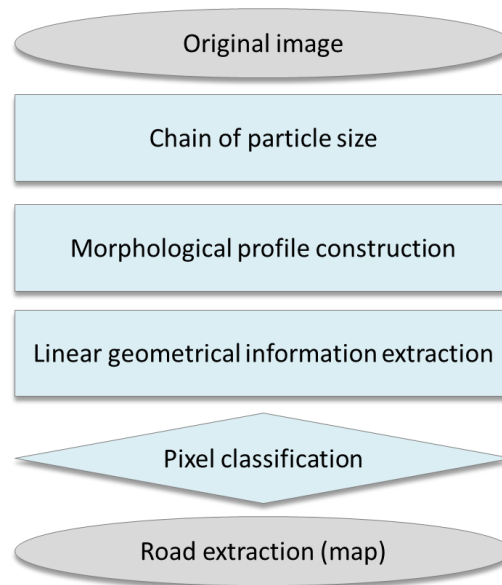 Original image
Chain of particle size
Morphological profile construction
Linear geometrical information extraction
Pixel classification
Road extraction (map)